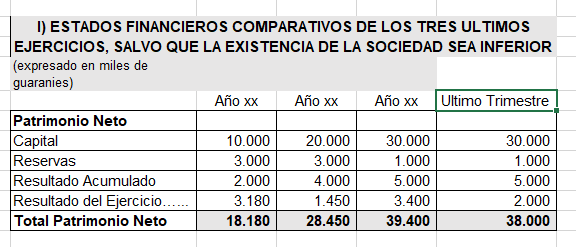 I) ESTADOS FINANCIEROS COMPARATIVOS DE LOS TRES ULTIMOS
EJERCICIOS, SALVO QUE LA EXISTENCIA DE LA SOCIEDAD SEA INFERIOR
(expresado en miles de
guaranies)
Año xx Año xx Año xx Ultimo Trimestre
Patrimonio Neto
Capital 10.000 20.000 30.000 30.000
Reservas 3.000 3.000 1.000 1.000
Resultado Acumulado 2.000 4.000 5.000 5.000
Resultado del Ejercicio…... 3.180 1.450 3.400 2.000
Total Patrimonio Neto 18.180 28.450 39.400 38.000